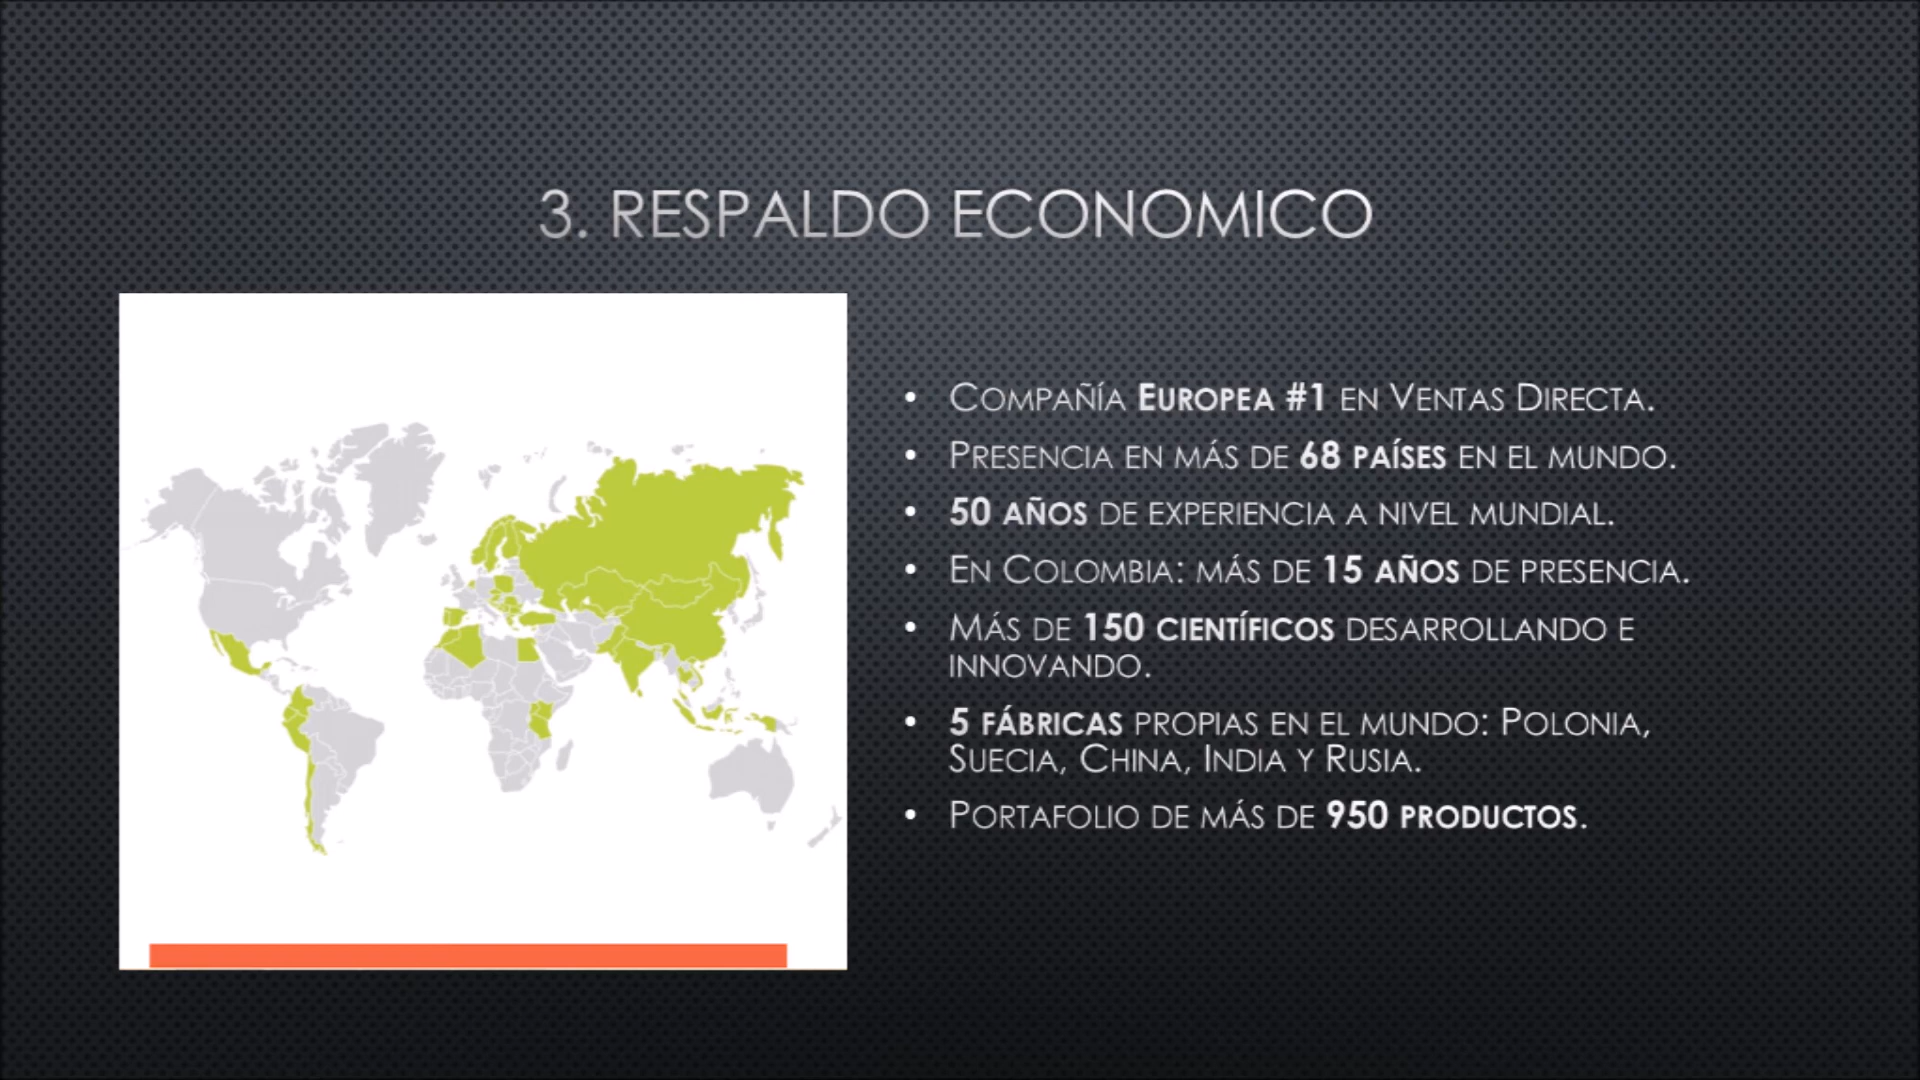 3. RESPALDO ECONOMICO
• COMPAÑÍA EUROPEA #1 EN VENTAS DIRECTA.
• PRESENCIA EN MÁS DE 68 PAÍSES EN EL MUNDO.
• 50 AÑOS DE EXPERIENCIA A NIVEL MUNDIAL.
• EN COLOMBIA: MÁS DE 15 AÑOS DE PRESENCIA.
• MÁS DE 150 CIENTÍFICOS DESARROLLANDO E
INNOVANDO.
• 5 FÁBRICAS PROPIAS EN EL MUNDO: POLONIA,
SUECIA, CHINA, INDIA Y RUSIA.
• PORTAFOLIO DE MÁS DE 950 PRODUCTOS.